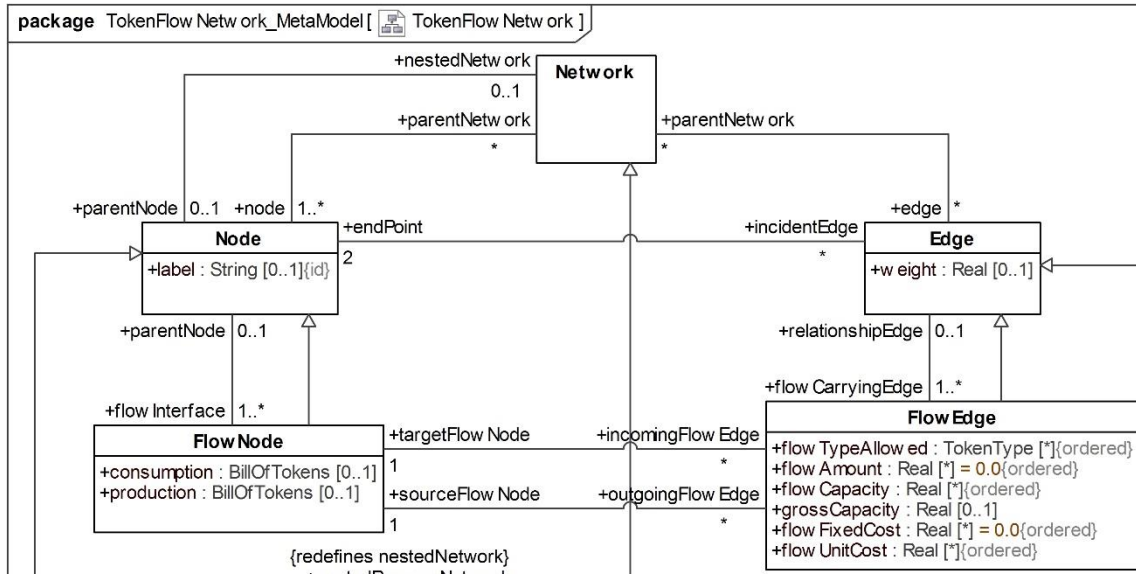 package TokenFlow Network_MetaModel[ TokenFlow Network ]
+nestedNetwork
Network
0..1
+parentNetwork
+parentNetwork
*
*
+parentNode 0..1 +node 1..*
+edge *
+endPoint
+incidentEdge
Node
Edge
2
*
+label : String [0..1]{id}
+weight : Real [0..1]
+parentNode 0..1
+relationshipEdge 0..1
+flowInterface 1..*
+flowCarryingEdge 1..*
FlowNode
FlowEdge
+targetFlowNode
+incomingFlowEdge
1
*
+consumption : BillOfTokens [0..1]
+production : BillOfTokens [0..1]
+sourceFlowNode
+outgoingFlowEdge
1
*
+flowTypeAllowed : TokenType [*]{ordered}
+flowAmount : Real [*] = 0.0{ordered}
+flowCapacity : Real [*]{ordered}
+grossCapacity : Real [0..1]
+flowFixedCost : Real [*] = 0.0{ordered}
+flowUnitCost : Real [*]{ordered}
{redefines nestedNetwork}